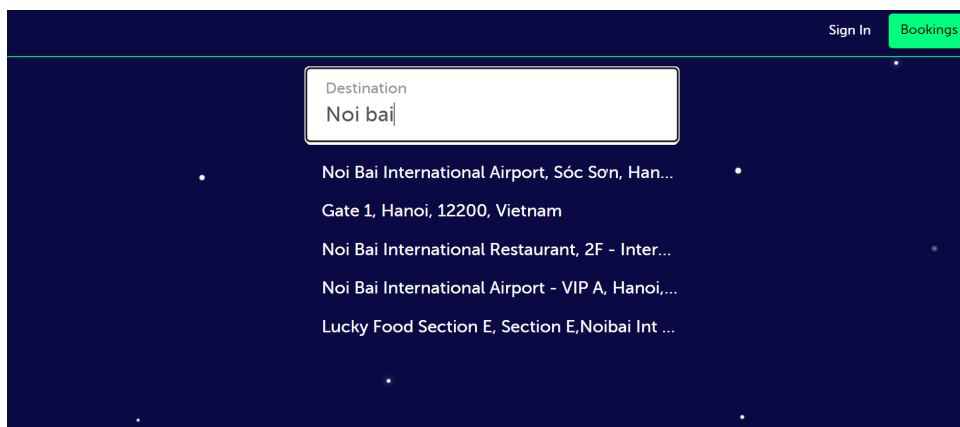 Sign In
Bookings
Destination
Noi bai
Noi Bai International Airport, Sóc Sơn, Han...
Gate 1, Hanoi, 12200, Vietnam
Noi Bai International Restaurant, 2F - Inter...
Noi Bai International Airport - VIP A, Hanoi,...
Lucky Food Section E, Section E,Noibai Int ...